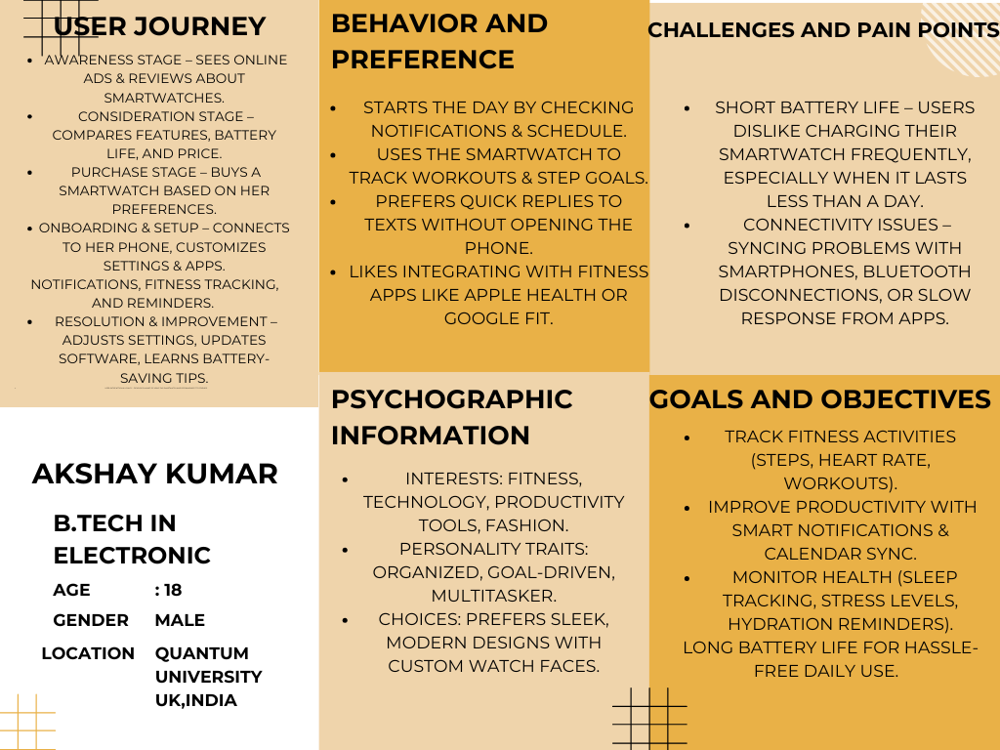 USER JOURNEY
• AWARENESS STAGE – SEES ONLINE
ADS & REVIEWS ABOUT
SMARTWATCHES.
• CONSIDERATION STAGE –
COMPARES FEATURES, BATTERY
LIFE, AND PRICE.
• PURCHASE STAGE – BUYS A
SMARTWATCH BASED ON HER
PREFERENCES.
• ONBOARDING & SETUP – CONNECTS
TO HER PHONE, CUSTOMIZES
SETTINGS & APPS.
NOTIFICATIONS, FITNESS TRACKING,
AND REMINDERS.
• RESOLUTION & IMPROVEMENT –
ADJUSTS SETTINGS, UPDATES
SOFTWARE, LEARNS BATTERY-
SAVING TIPS.
BEHAVIOR AND
PREFERENCE
• STARTS THE DAY BY CHECKING
NOTIFICATIONS & SCHEDULE.
• USES THE SMARTWATCH TO
TRACK WORKOUTS & STEP GOALS.
• PREFERS QUICK REPLIES TO
TEXTS WITHOUT OPENING THE
PHONE.
• LIKES INTEGRATING WITH FITNESS
APPS LIKE APPLE HEALTH OR
GOOGLE FIT.
CHALLENGES AND PAIN POINTS
• SHORT BATTERY LIFE – USERS
DISLIKE CHARGING THEIR
SMARTWATCH FREQUENTLY,
ESPECIALLY WHEN IT LASTS
LESS THAN A DAY.
• CONNECTIVITY ISSUES –
SYNCING PROBLEMS WITH
SMARTPHONES, BLUETOOTH
DISCONNECTIONS, OR SLOW
RESPONSE FROM APPS.
AKSHAY KUMAR
B.TECH IN
ELECTRONIC
AGE : 18
GENDER MALE
LOCATION QUANTUM
UNIVERSITY
UK,INDIA
PSYCHOGRAPHIC
INFORMATION
• INTERESTS: FITNESS,
TECHNOLOGY, PRODUCTIVITY
TOOLS, FASHION.
• PERSONALITY TRAITS:
ORGANIZED, GOAL-DRIVEN,
MULTITASKER.
• CHOICES: PREFERS SLEEK,
MODERN DESIGNS WITH
CUSTOM WATCH FACES.
GOALS AND OBJECTIVES
• TRACK FITNESS ACTIVITIES
(STEPS, HEART RATE,
WORKOUTS).
• IMPROVE PRODUCTIVITY WITH
SMART NOTIFICATIONS &
CALENDAR SYNC.
• MONITOR HEALTH (SLEEP
TRACKING, STRESS LEVELS,
HYDRATION REMINDERS).
LONG BATTERY LIFE FOR HASSLE-
FREE DAILY USE.